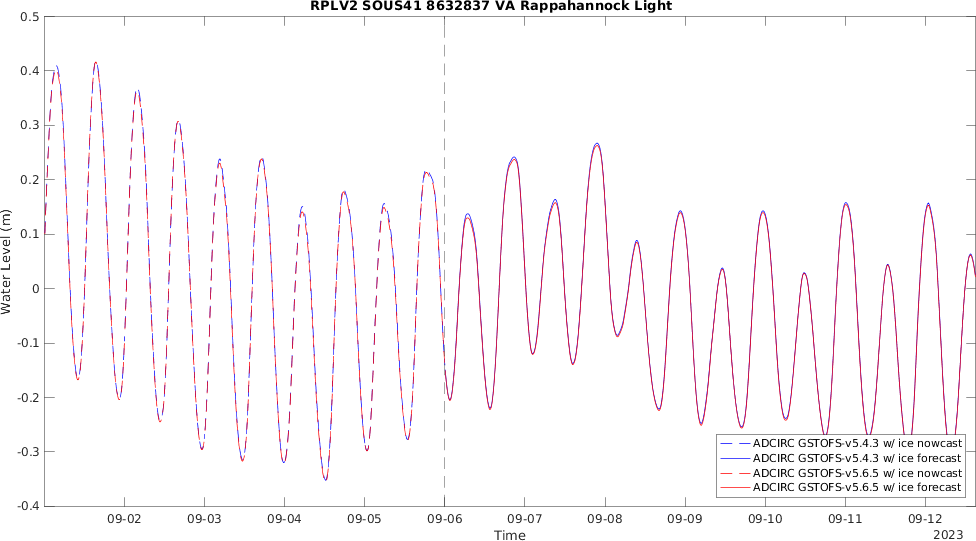 RPLV2 SOUS41 8632837 VA Rappahannock Light
0.5
0.4
0.3
0.2
0.1
0
-0.1
-0.2
-0.3
-0.4
Water Level (m)
ADCIRC GSTOFS-v5.4.3 w/ ice nowcast
ADCIRC GSTOFS-v5.4.3 w/ ice forecast
ADCIRC GSTOFS-v5.6.5 w/ ice nowcast
ADCIRC GSTOFS-v5.6.5 w/ ice forecast
09-02 09-03 09-04 09-05 09-06 09-07 09-08 09-09 09-10 09-11 09-12
Time
2023